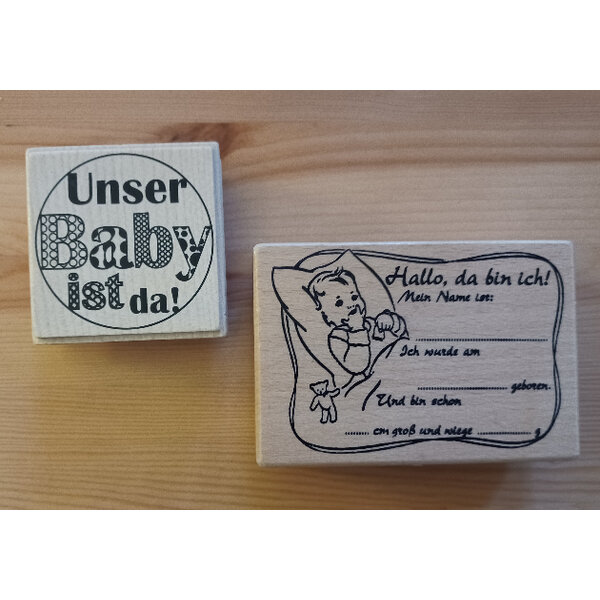 Unser
Baby
ist da!
Hallo, da bin ich!
Mein Name ist:
Ich wurde am
geboren.
Und bin schon
cm groß und wiege g